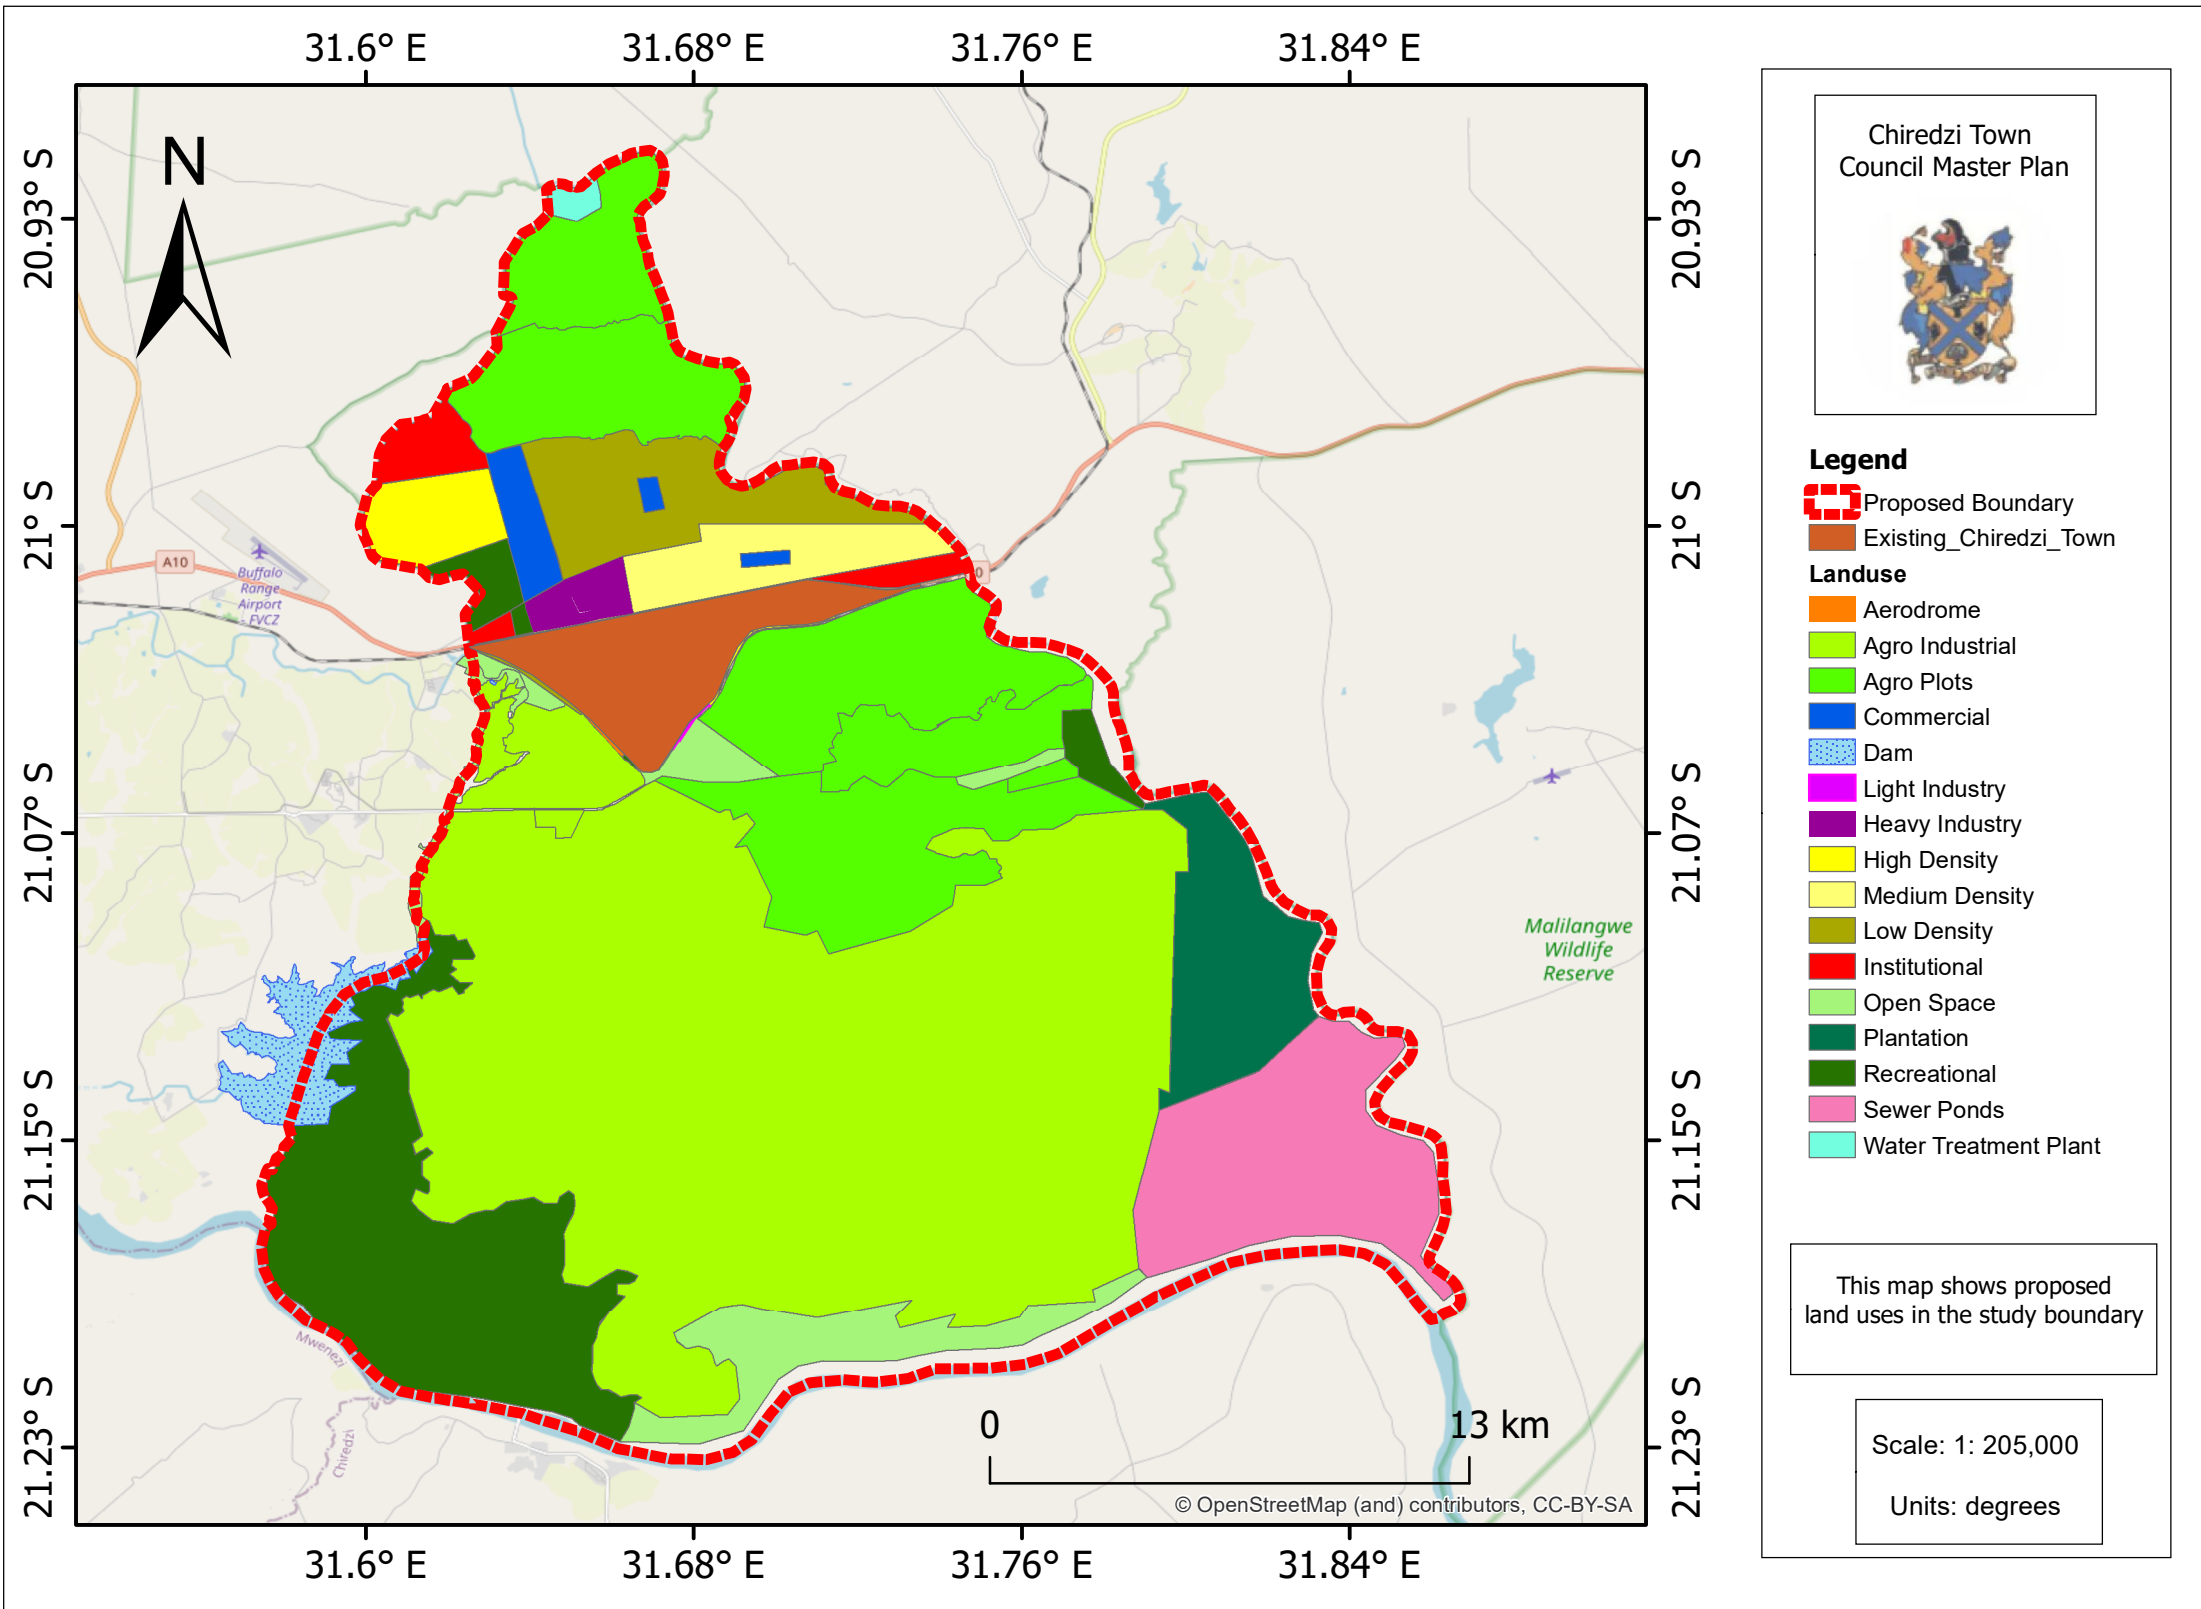 31.6° E
31.68° E
31.76° E
31.84° E
N
20.93° S
20.93° S
21° S
21° S
A10
0
Buffalo
Range
Airport
- FVCZ
21.07° S
21.07° S
Malilangwe
Wildlife
Reserve
21.15° S
21.15° S
Mwenezi
Chiredzi
21.23° S
21.23° S
0
13 km
© OpenStreetMap (and) contributors, CC-BY-SA
31.6° E
31.68° E
31.76° E
31.84° E
Chiredzi Town
Council Master Plan
Legend
Proposed Boundary
Existing_Chiredzi_Town
Landuse
Aerodrome
Agro Industrial
Agro Plots
Commercial
Dam
Light Industry
Heavy Industry
High Density
Medium Density
Low Density
Institutional
Open Space
Plantation
Recreational
Sewer Ponds
Water Treatment Plant
This map shows proposed
land uses in the study boundary
Scale: 1: 205,000
Units: degrees